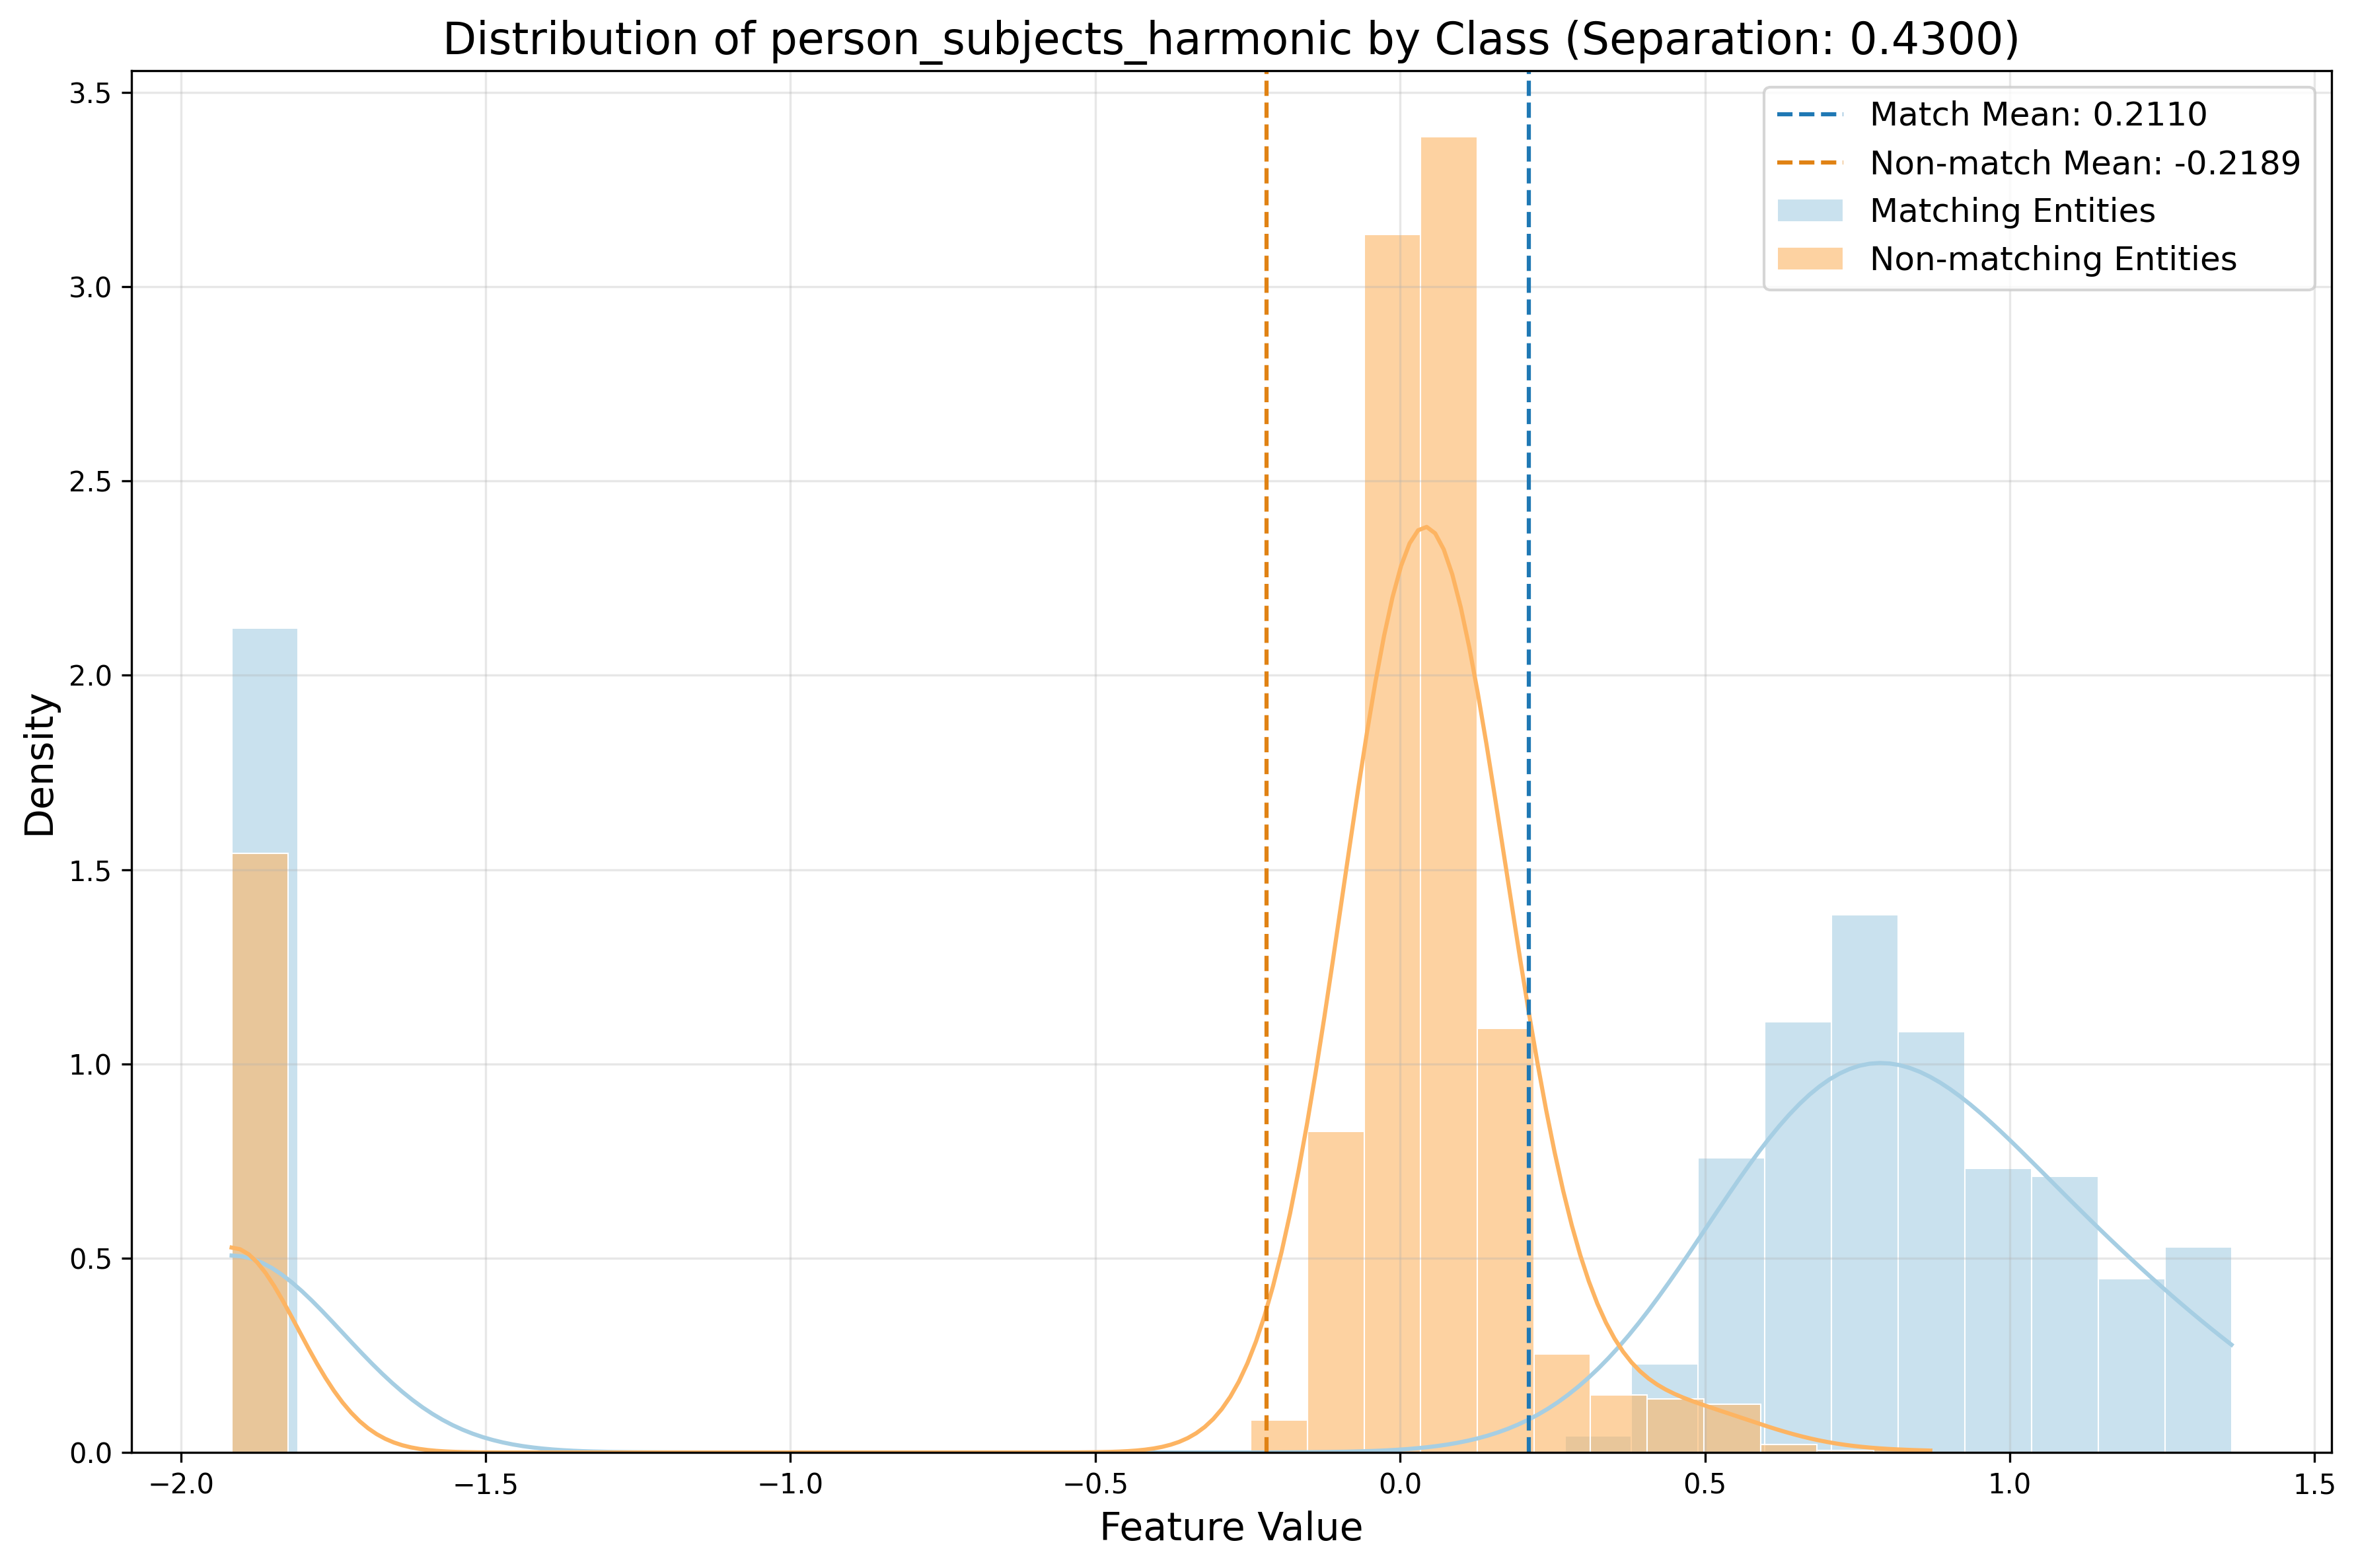 Distribution of person_subjects_harmonic by Class (Separation: 0.4300)
Match Mean: 0.2110
Non-match Mean: -0.2189
Matching Entities
Non-matching Entities
Density
3.5
3.0
2.5
2.0
1.5
1.0
0.5
0.0
−2.0 −1.5 −1.0 −0.5 0.0 0.5 1.0 1.5
Feature Value